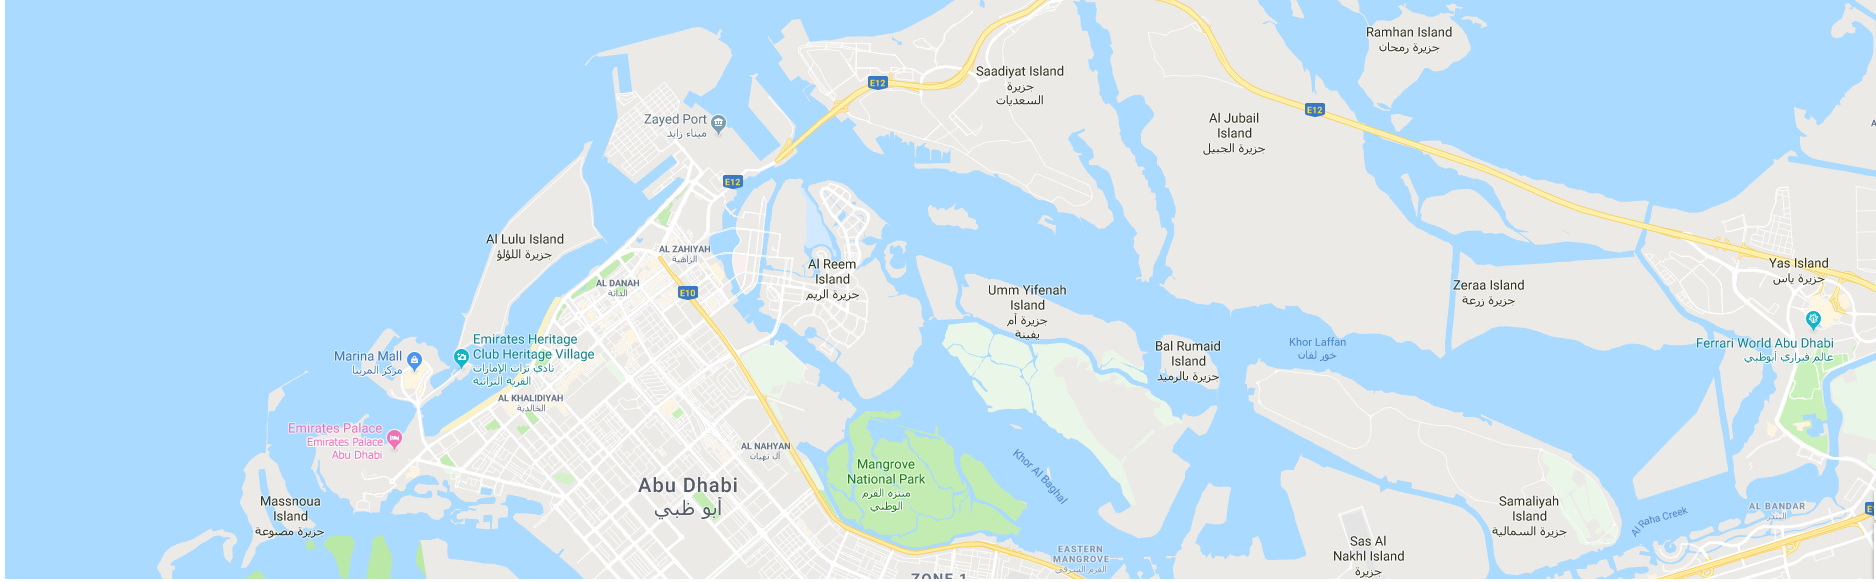 Ramhan Island
جزيرة رمحان
Saadiyat Island
جزيرة
السعديات
E12
E12
Zayed Port
ميناء زايد
Al Jubail
Island
جزيرة الجبيل
E12
Al Lulu Island
جزيرة اللؤلؤ
AL ZAHIYAH
الزاهية
Al Reem
Island
جزيرة الريم
AL DANAH
الدانة
E10
Umm Yifenah
Island
جزيرة أم
يفينة
Zeraa Island
جزيرة زرعة
Yas Island
جزيرة ياس
Emirates Heritage
Club Heritage Village
نادي تراث الإمارات
القرية التراثية
Marina Mall
مركز المرينا
Bal Rumaid
Island
جزيرة بالرميد
Khor Laffan
خور لفان
Ferrari World Abu Dhabi
عالم فيراري أبوظبي
AL KHALIDIYAH
الخالدية
Emirates Palace
Emirates Palace
Abu Dhabi
AL NAHYAN
آل نهيان
Mangrove
National Park
متنزه القرم
الوطني
Khor Al Baghal
Abu Dhabi
أبو ظبي
Massnoua
Island
جزيرة مصنوعة
Samaliyah
Island
جزيرة السمالية
Al Raha Creek
AL BANDAR
البندر
Sas Al
Nakhl Island
جزيرة
EASTERN
MANGROVE
القرم الشرقي
ZONE 1